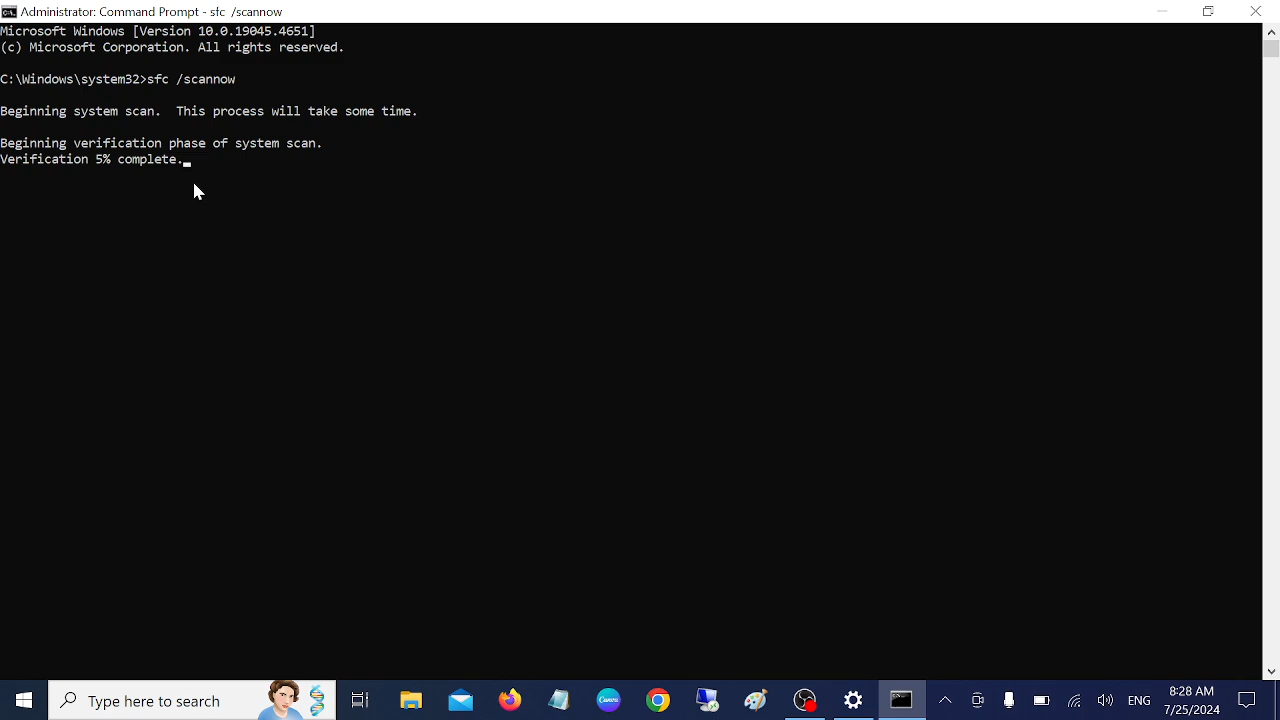 Administrator: Command Prompt - sfc /scannow
Microsoft Windows [Version 10.0.19045.4651]
(c) Microsoft Corporation. All rights reserved.
C:\Windows\system32>sfc /scannow
Beginning system scan.  This process will take some time.
Beginning verification phase of system scan.
Verification 5% complete.
Type here to search
Canva
ENG
8:28 AM
7/25/2024